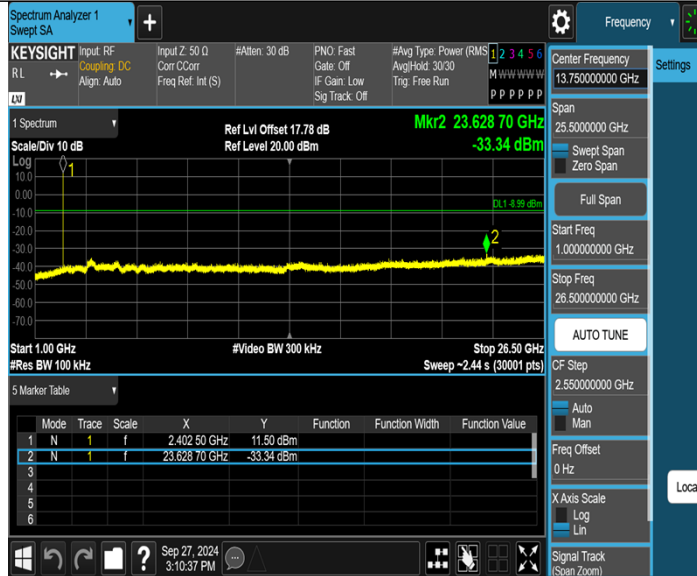 Spectrum Analyzer 1
Swept SA
+
Frequency
KEYSIGHT
RL
LXI
Input: RF
Coupling: DC
Align: Auto
Input Z: 50 Ω
Corr CCorr
Freq Ref: Int (S)
#Atten: 30 dB
PNO: Fast
Gate: Off
IF Gain: Low
Sig Track: Off
#Avg Type: Power (RMS
Avg|Hold: 30/30
Trig: Free Run
1 2 3 4 5 6
M W W W W W
P P P P P P
1 Spectrum
Scale/Div 10 dB
Ref Lvl Offset 17.78 dB
Ref Level 20.00 dBm
Mkr2 23.628 70 GHz
-33.34 dBm
Log
10.0
0.00
-10.0
-20.0
-30.0
-40.0
-50.0
-60.0
-70.0
1
DL1 -8.99 dBm
2
Start 1.00 GHz
#Video BW 300 kHz
Stop 26.50 GHz
#Res BW 100 kHz
Sweep ~2.44 s (30001 pts)
5 Marker Table
Mode Trace Scale X Y Function Function Width Function Value
1 N 1 f 2.402 50 GHz 11.50 dBm
2 N 1 f 23.628 70 GHz -33.34 dBm
3
4
5
6
?
Sep 27, 2024
3:10:37 PM
Center Frequency
13.750000000 GHz
Settings
Span
25.5000000 GHz
Swept Span
Zero Span
Full Span
Start Freq
1.000000000 GHz
Stop Freq
26.500000000 GHz
AUTO TUNE
CF Step
2.550000000 GHz
Auto
Man
Freq Offset
0 Hz
Loca
X Axis Scale
Log
Lin
Signal Track
(Span Zoom)